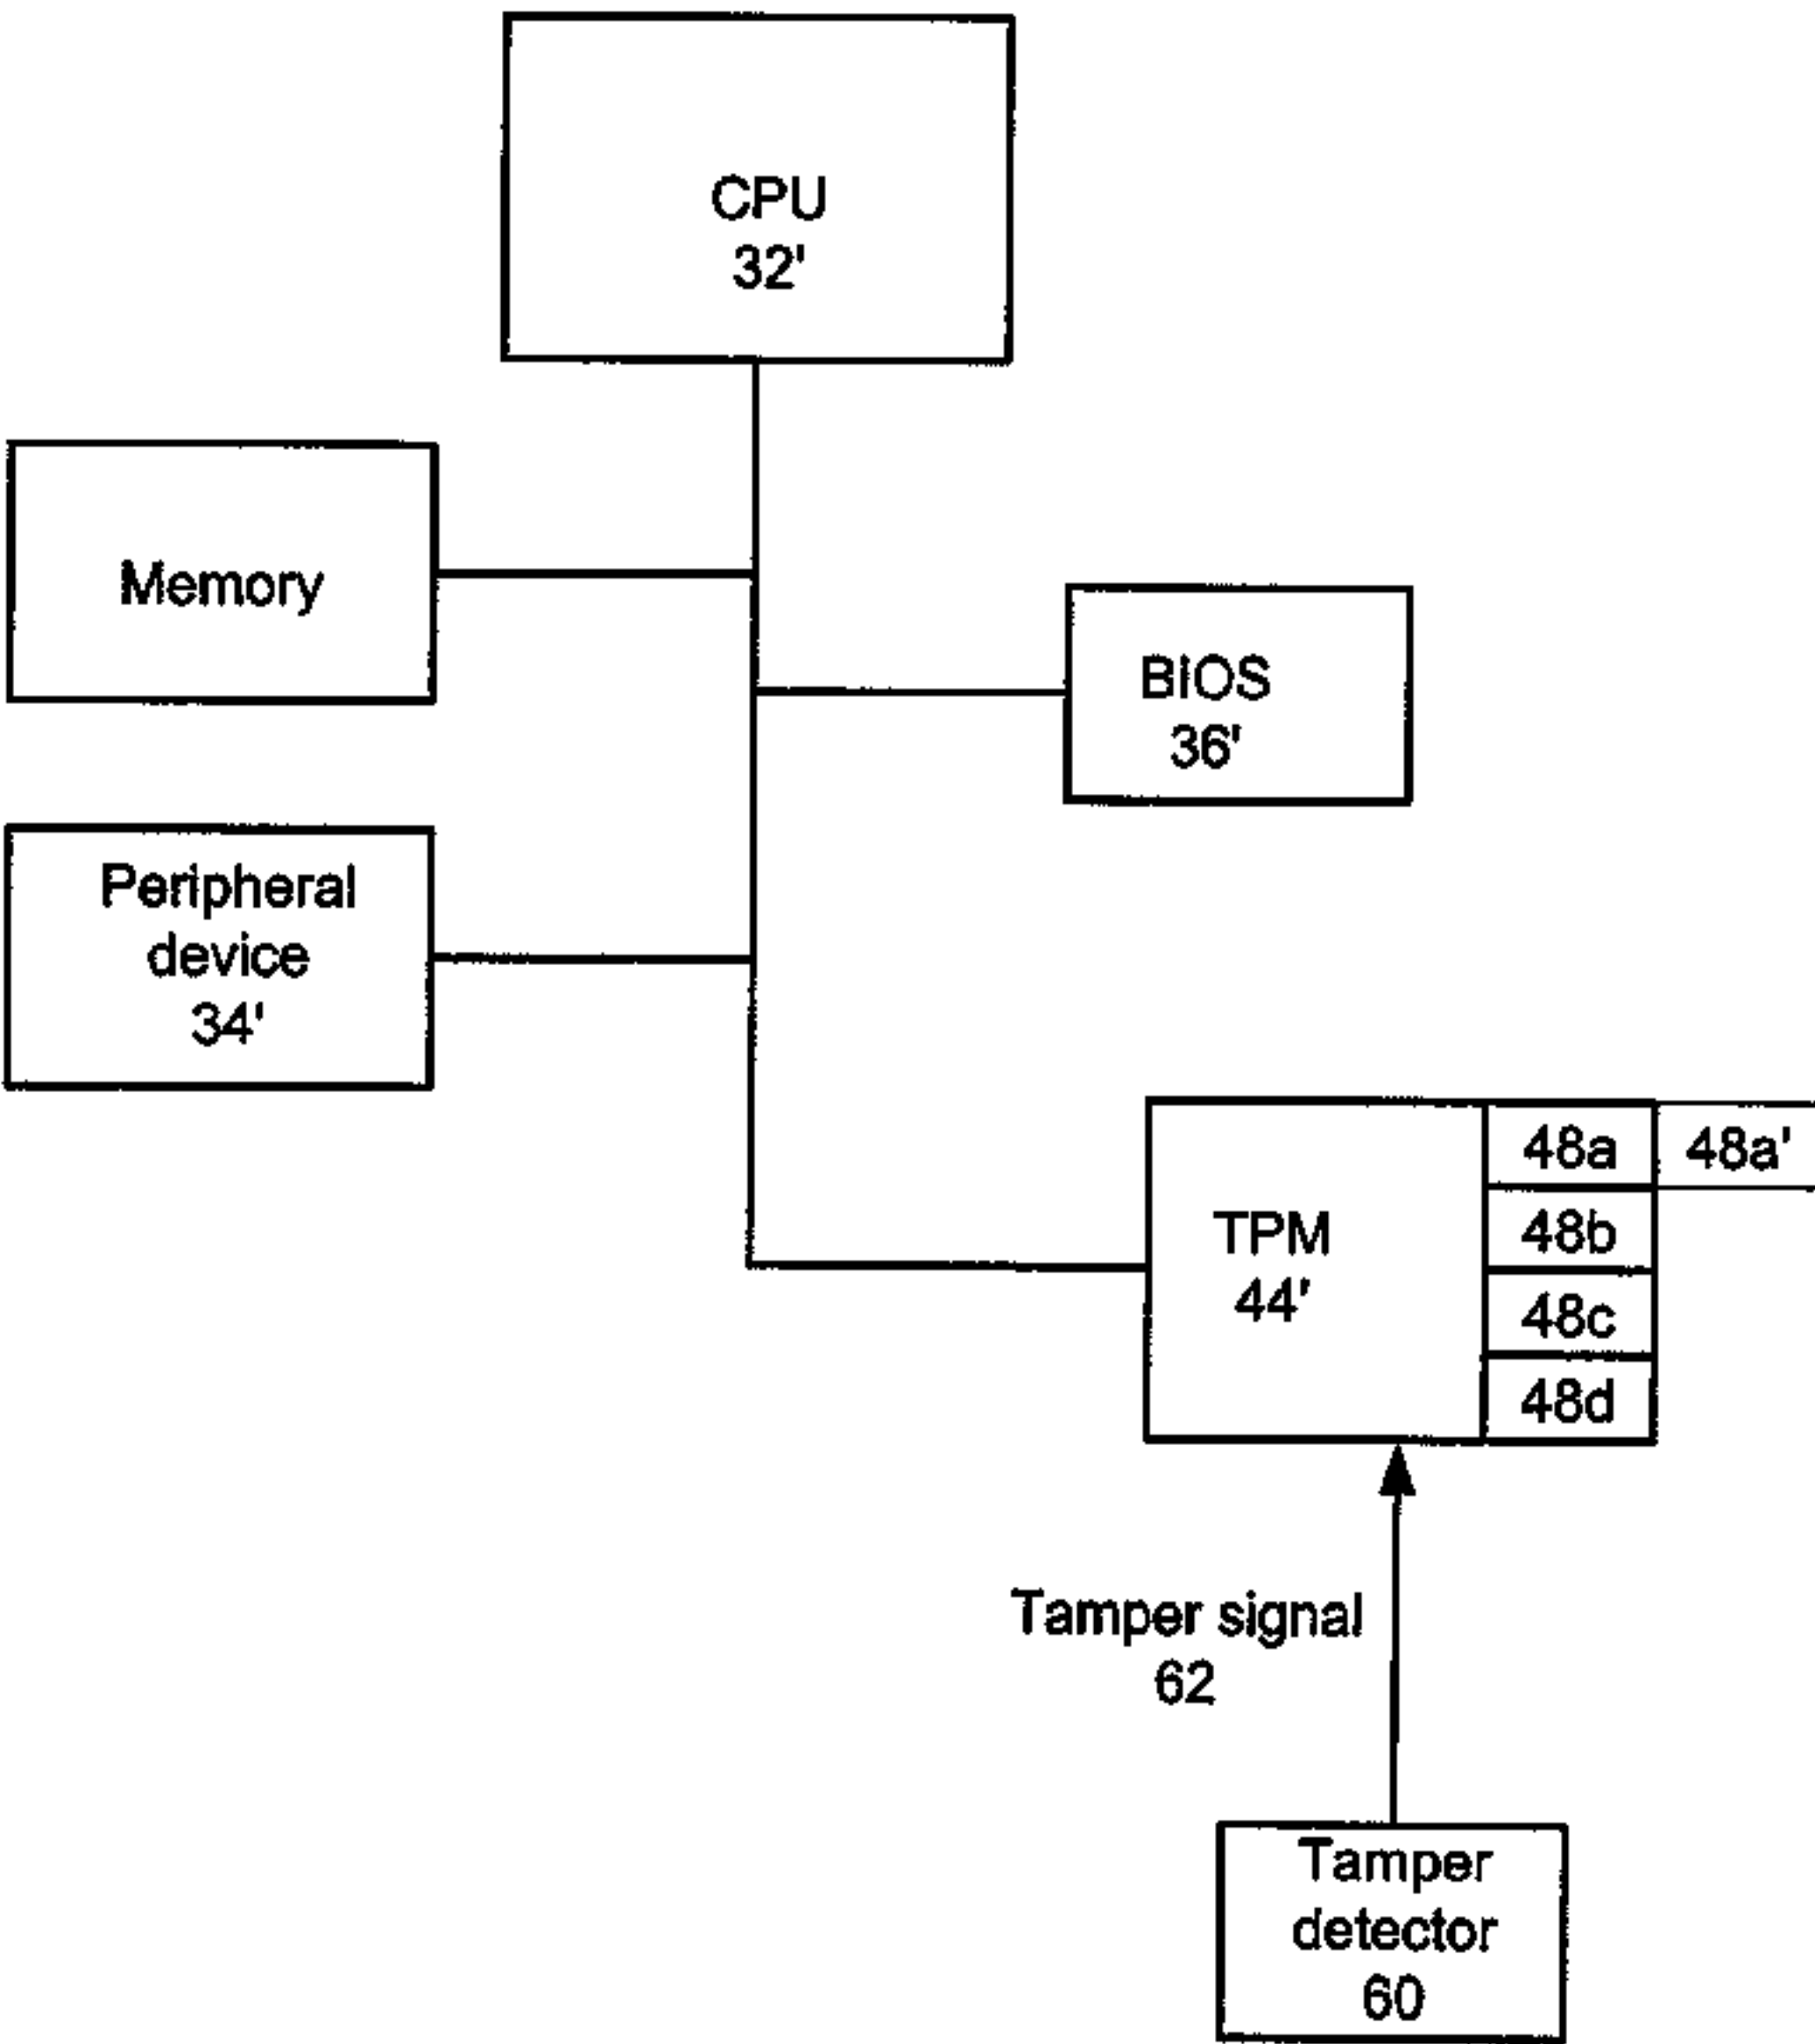 CPU
32'
Memory
BIOS
36'
Peripheral
device
34'
TPM
44'
48a
48a'
48b
48c
48d
Tamper signal
62
Tamper
detector
60